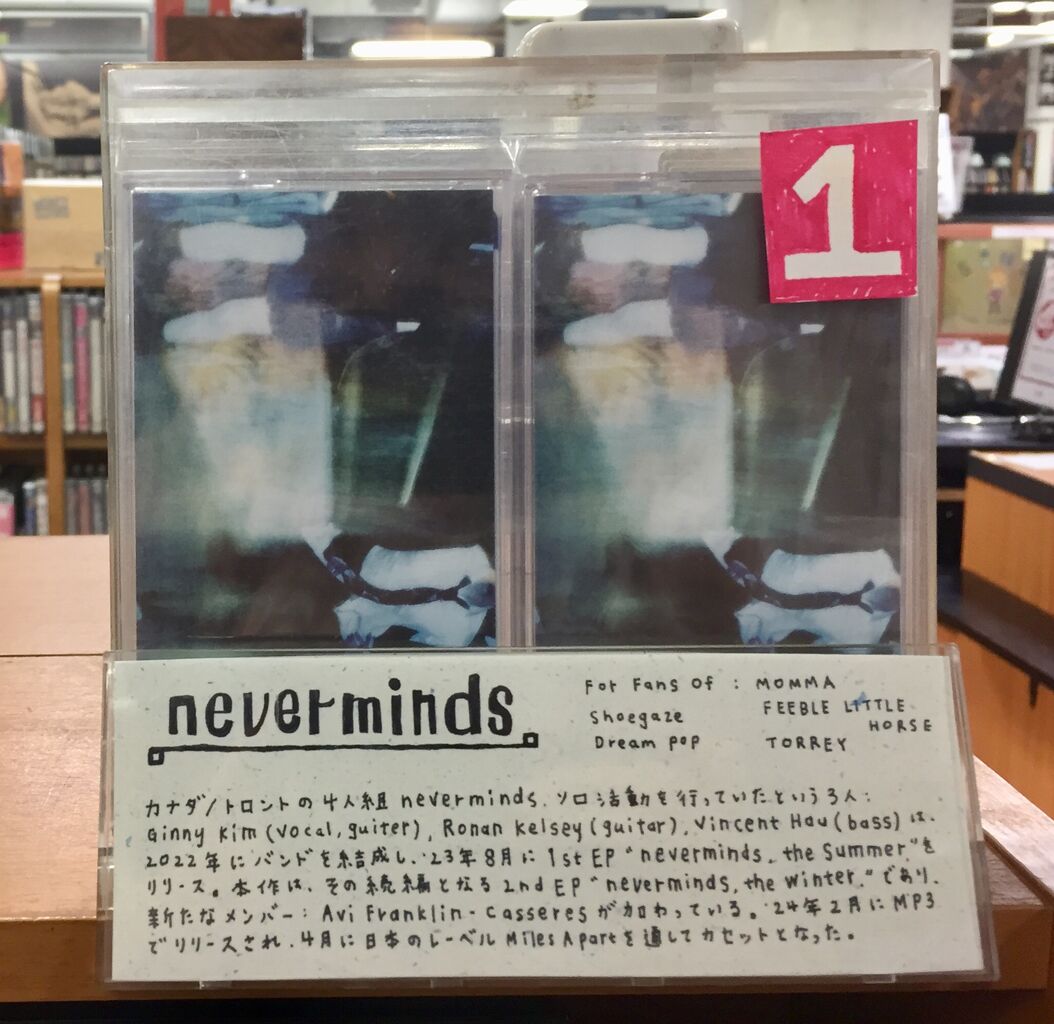 1
neverminds
For Fans Of : MOMMA
Shoegaze FEEBLE LITTLE HORSE
Dream pop TORREY
カナダ/トロントの4人組 neverminds. ソロ活動を行っていたという3人:
Ginny Kim (vocal, guiter), Ronan Kelsey (guitar), Vincent Hau (bass) は、
2022年にバンドを結成し、'23年8月に 1st EP "neverminds, the Summer." を
リリース。本作は、その続編となる 2nd EP "neverminds, the winter." であり、
新たなメンバー: Avi Franklin - Casseres が加わっている。'24年2月に MP3
でリリースされ、4月に日本のレーベル Miles Apart を通してカセットとなった。